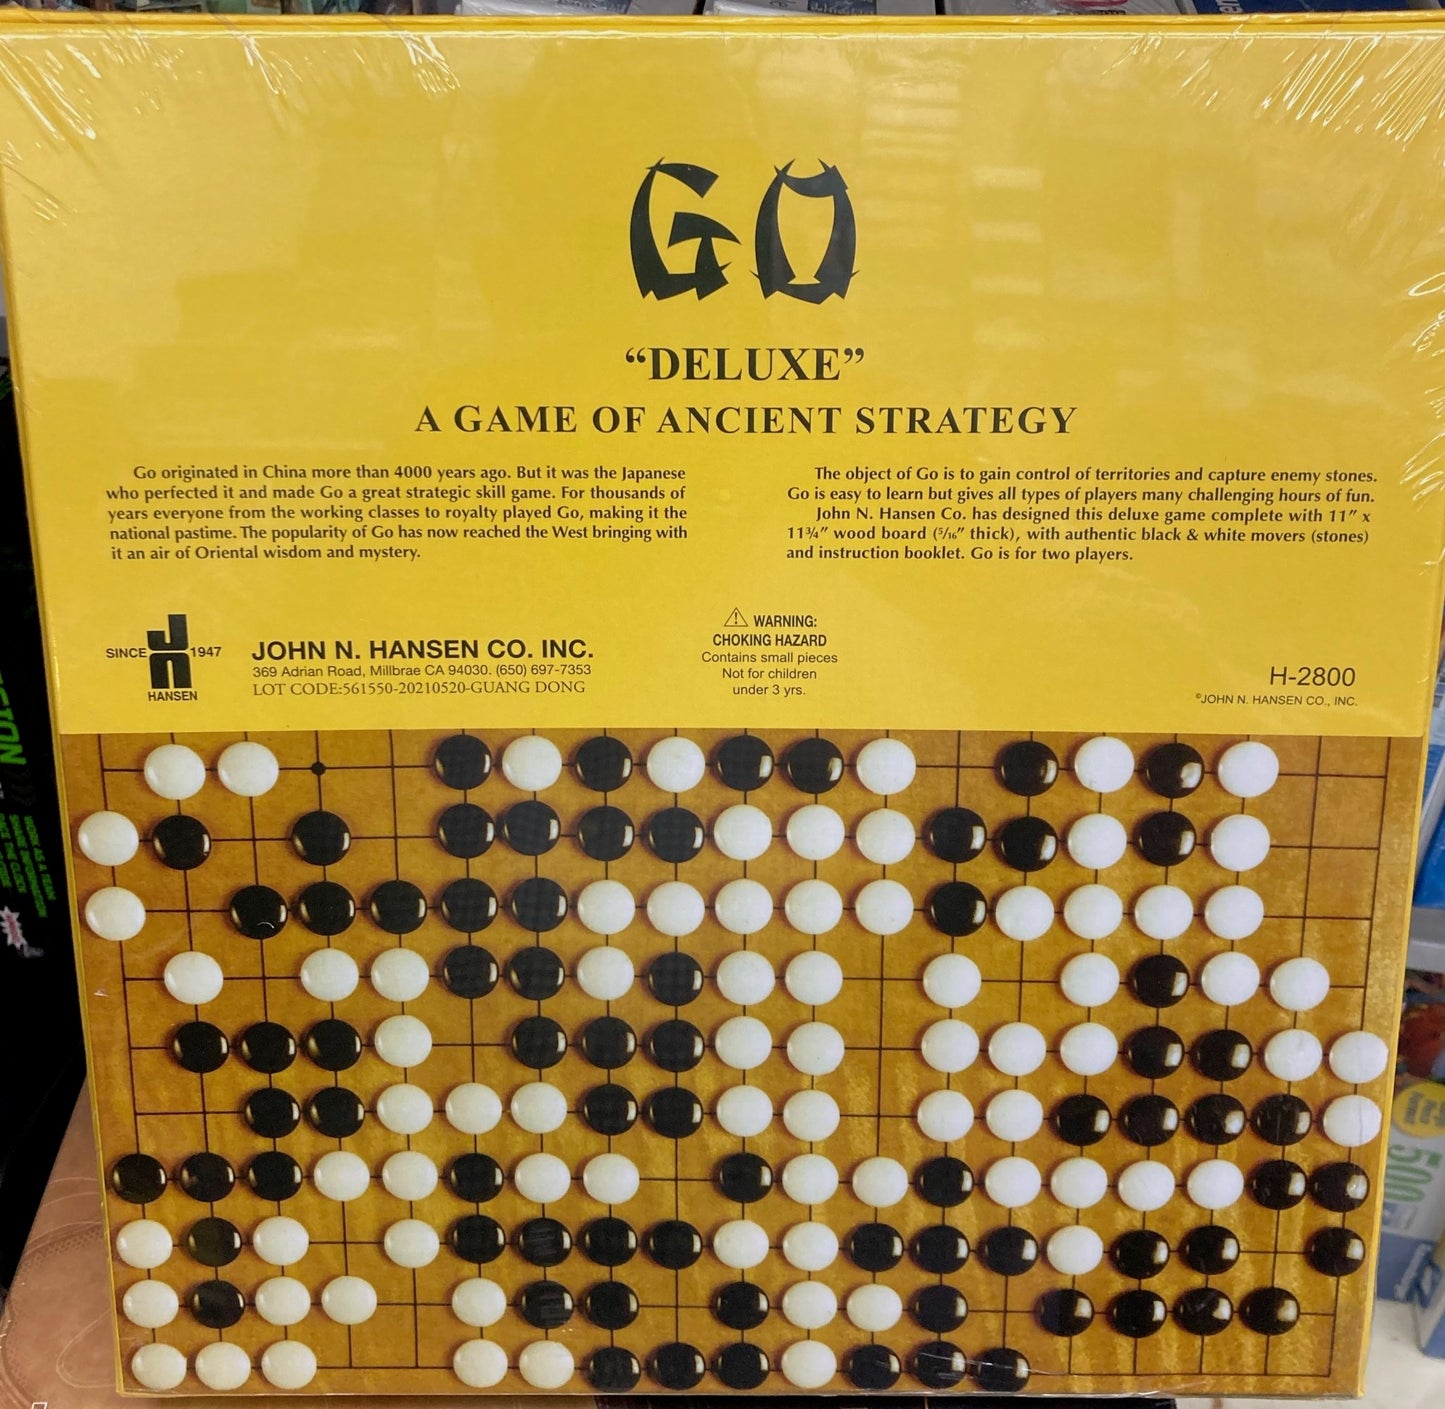 GO
“DELUXE”
A GAME OF ANCIENT STRATEGY
Go originated in China more than 4000 years ago. But it was the Japanese
who perfected it and made Go a great strategic skill game. For thousands of
years everyone from the working classes to royalty played Go, making it the
national pastime. The popularity of Go has now reached the West bringing with
it an air of Oriental wisdom and mystery.
The object of Go is to gain control of territories and capture enemy stones.
Go is easy to learn but gives all types of players many challenging hours of fun.
John N. Hansen Co. has designed this deluxe game complete with 11″ x
11¾″ wood board (5/16″ thick), with authentic black & white movers (stones)
and instruction booklet. Go is for two players.
SINCE 1947
HANSEN
JOHN N. HANSEN CO. INC.
369 Adrian Road, Millbrae CA 94030. (650) 697-7353
LOT CODE:561550-20210520-GUANG DONG
WARNING:
CHOKING HAZARD
Contains small pieces
Not for children
under 3 yrs.
H-2800
©JOHN N. HANSEN CO., INC.
500